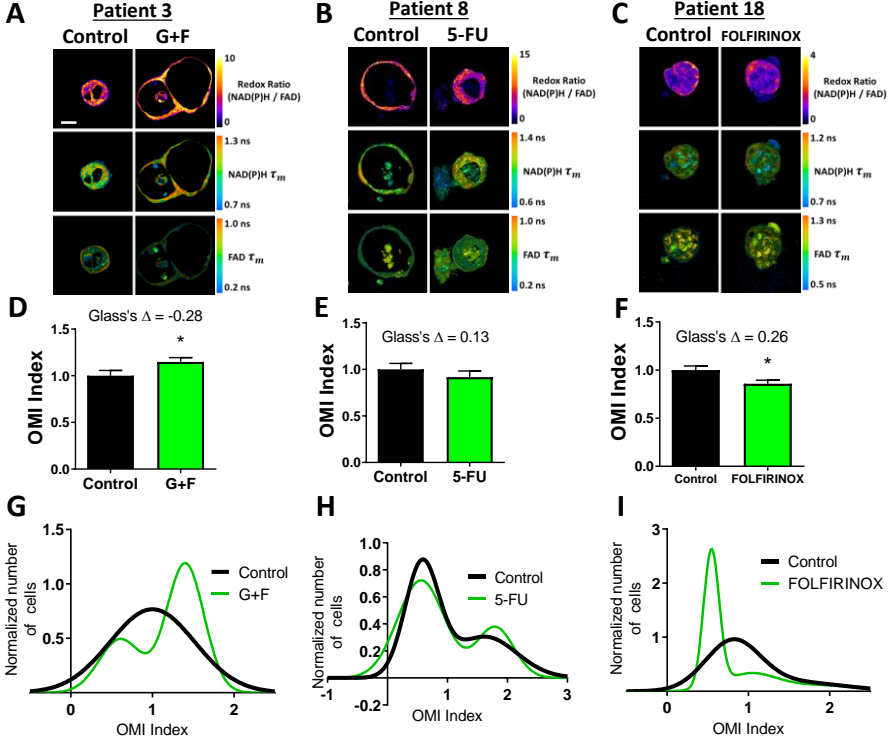 A
Patient 3
Control
G+F
10
Redox Ratio
(NAD(P)H / FAD)
0
1.3 ns
NAD(P)H τm
0.7 ns
1.0 ns
FAD τm
0.2 ns
B
Patient 8
Control
5-FU
15
Redox Ratio
(NAD(P)H / FAD)
0
1.4 ns
NAD(P)H τm
0.6 ns
1.0 ns
FAD τm
0.2 ns
C
Patient 18
Control
FOLFIRINOX
4
Redox Ratio
(NAD(P)H / FAD)
0
1.2 ns
NAD(P)H τm
0.7 ns
1.3 ns
FAD τm
0.5 ns
D
Glass's Δ = -0.28
OMI Index
1.5
1.0
0.5
0.0
*
Control
G+F
E
Glass's Δ = 0.13
OMI Index
1.5
1.0
0.5
0.0
Control
5-FU
F
Glass's Δ = 0.26
OMI Index
1.5
1.0
0.5
0.0
*
Control
FOLFIRINOX
G
Normalized number
of cells
1.5
1.0
0.5
Control
G+F
0
1
2
OMI Index
H
Normalized number
of cells
1.0
0.8
0.6
0.4
0.2
-0.2
Control
5-FU
-1
1
2
3
OMI Index
I
Normalized number
of cells
3
2
1
Control
FOLFIRINOX
0
1
2
OMI Index